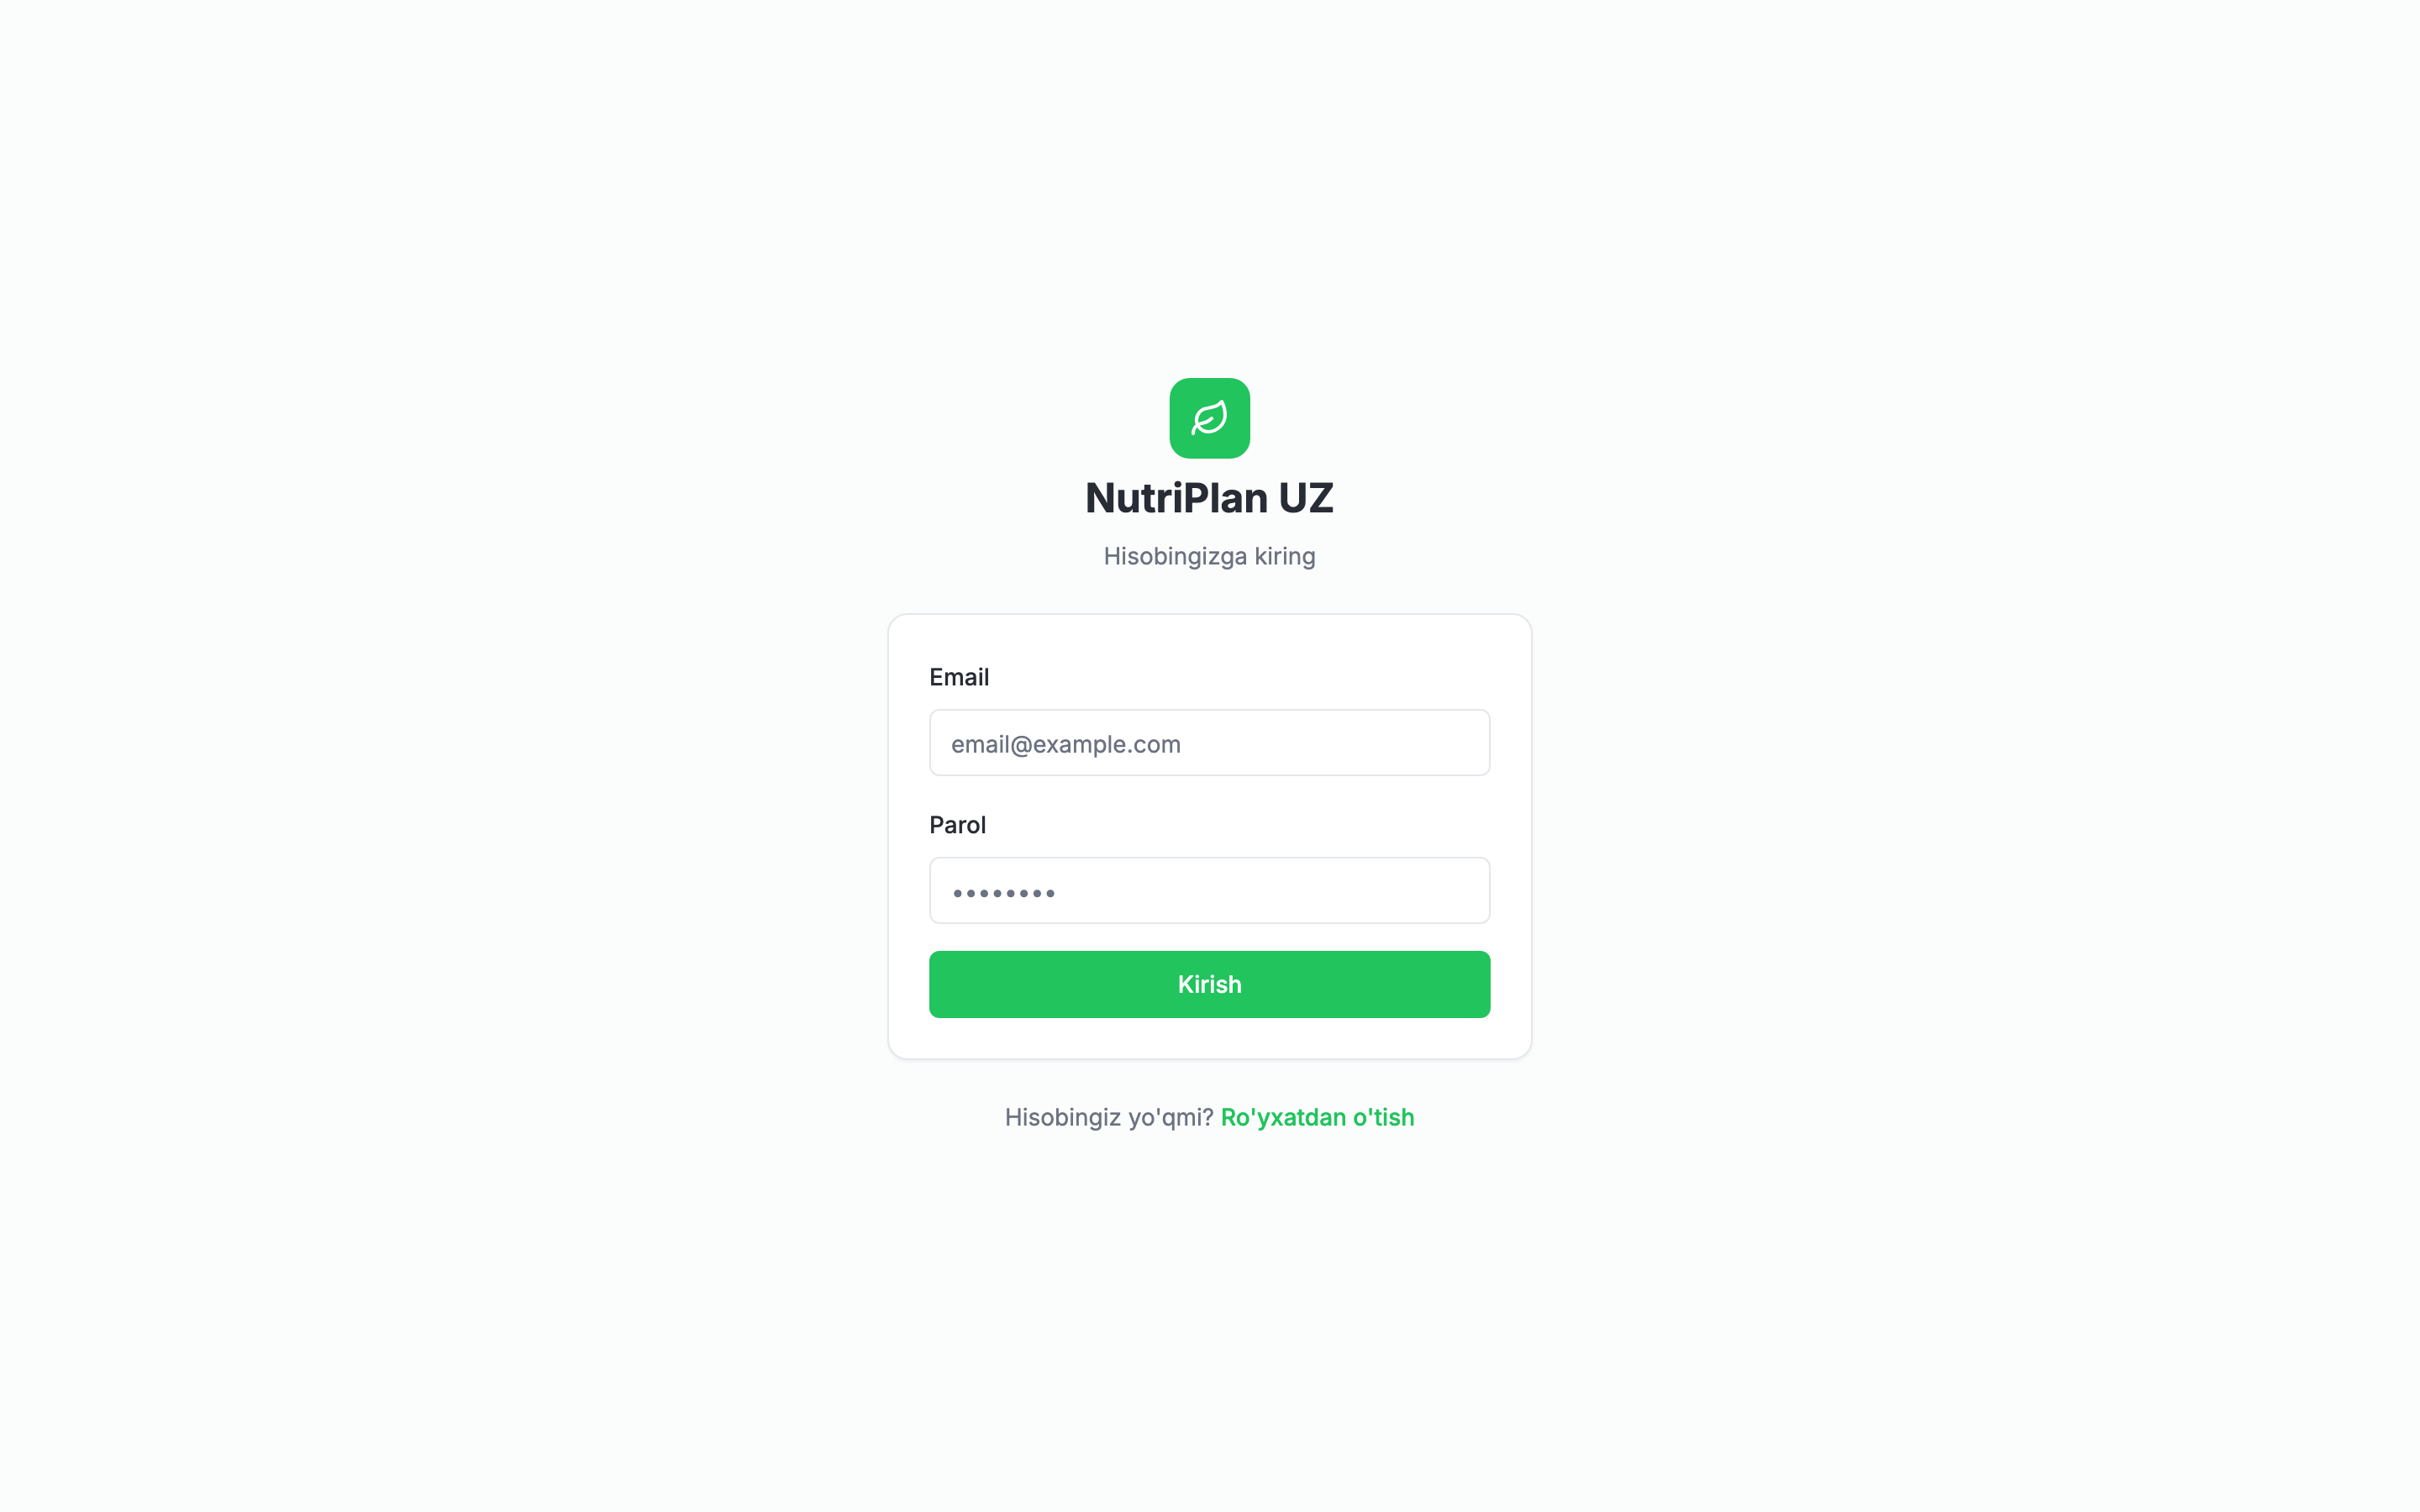 NutriPlan UZ
Hisobingizga kiring
Email
email@example.com
Parol
••••••••
Kirish
Hisobingiz yo'qmi? Ro'yxatdan o'tish